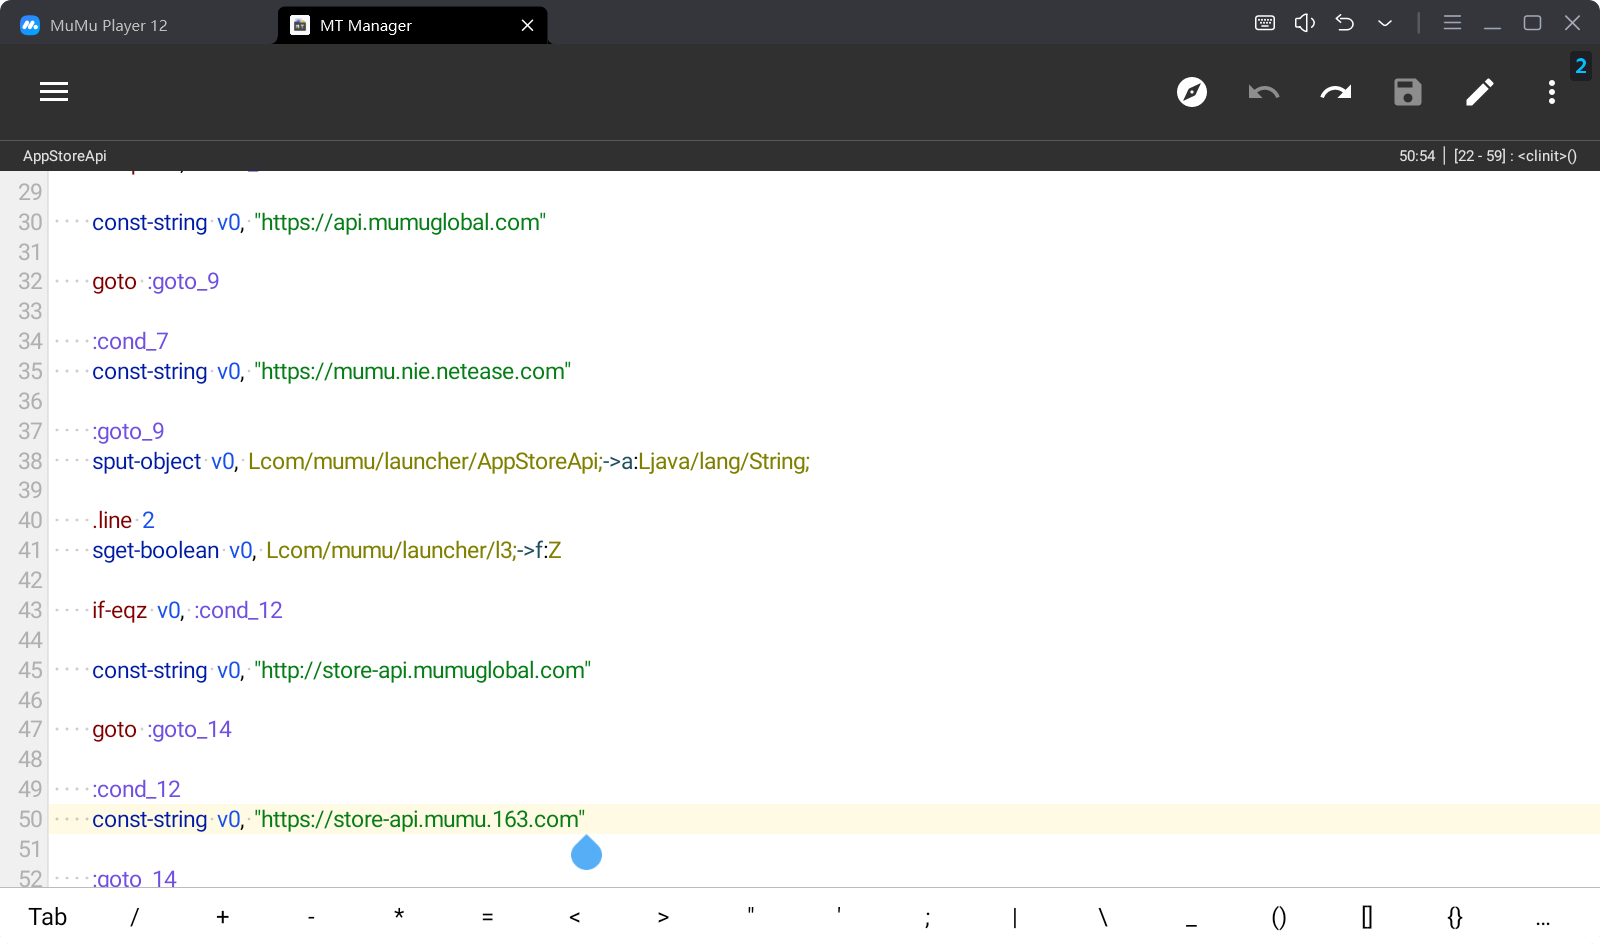 MuMu Player 12
MT Manager
2
AppStoreApi
50:54 | [22 - 59] : <clinit>()
29
30 ····const-string·v0,·"https://api.mumuglobal.com"
31
32 ····goto·:goto_9
33
34 ····:cond_7
35 ····const-string·v0,·"https://mumu.nie.netease.com"
36
37 ····:goto_9
38 ····sput-object·v0,·Lcom/mumu/launcher/AppStoreApi;->a:Ljava/lang/String;
39
40 ····.line·2
41 ····sget-boolean·v0,·Lcom/mumu/launcher/l3;->f:Z
42
43 ····if-eqz·v0,·:cond_12
44
45 ····const-string·v0,·"http://store-api.mumuglobal.com"
46
47 ····goto·:goto_14
48
49 ····:cond_12
50 ····const-string·v0,·"https://store-api.mumu.163.com"
51
52 ····:goto_14
Tab / + - * = < > " ' ; | \ _ () [] {} ...